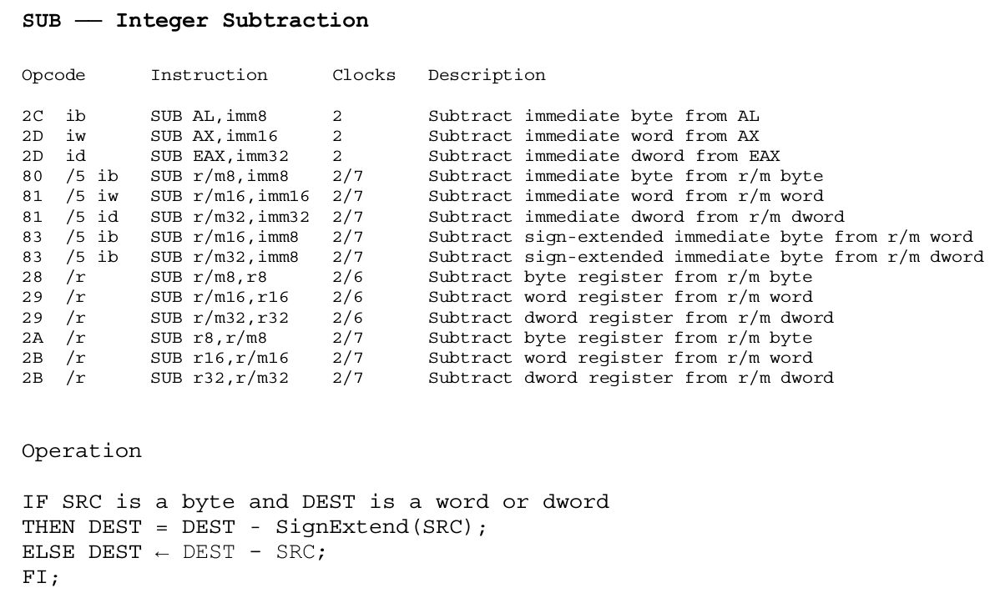 SUB –– Integer Subtraction
Opcode Instruction Clocks Description
2C ib SUB AL,imm8 2 Subtract immediate byte from AL
2D iw SUB AX,imm16 2 Subtract immediate word from AX
2D id SUB EAX,imm32 2 Subtract immediate dword from EAX
80 /5 ib SUB r/m8,imm8 2/7 Subtract immediate byte from r/m byte
81 /5 iw SUB r/m16,imm16 2/7 Subtract immediate word from r/m word
81 /5 id SUB r/m32,imm32 2/7 Subtract immediate dword from r/m dword
83 /5 ib SUB r/m16,imm8 2/7 Subtract sign-extended immediate byte from r/m word
83 /5 ib SUB r/m32,imm8 2/7 Subtract sign-extended immediate byte from r/m dword
28 /r SUB r/m8,r8 2/6 Subtract byte register from r/m byte
29 /r SUB r/m16,r16 2/6 Subtract word register from r/m word
29 /r SUB r/m32,r32 2/6 Subtract dword register from r/m dword
2A /r SUB r8,r/m8 2/7 Subtract byte register from r/m byte
2B /r SUB r16,r/m16 2/7 Subtract word register from r/m word
2B /r SUB r32,r/m32 2/7 Subtract dword register from r/m dword
Operation
IF SRC is a byte and DEST is a word or dword
THEN DEST = DEST - SignExtend(SRC);
ELSE DEST ← DEST - SRC;
FI;